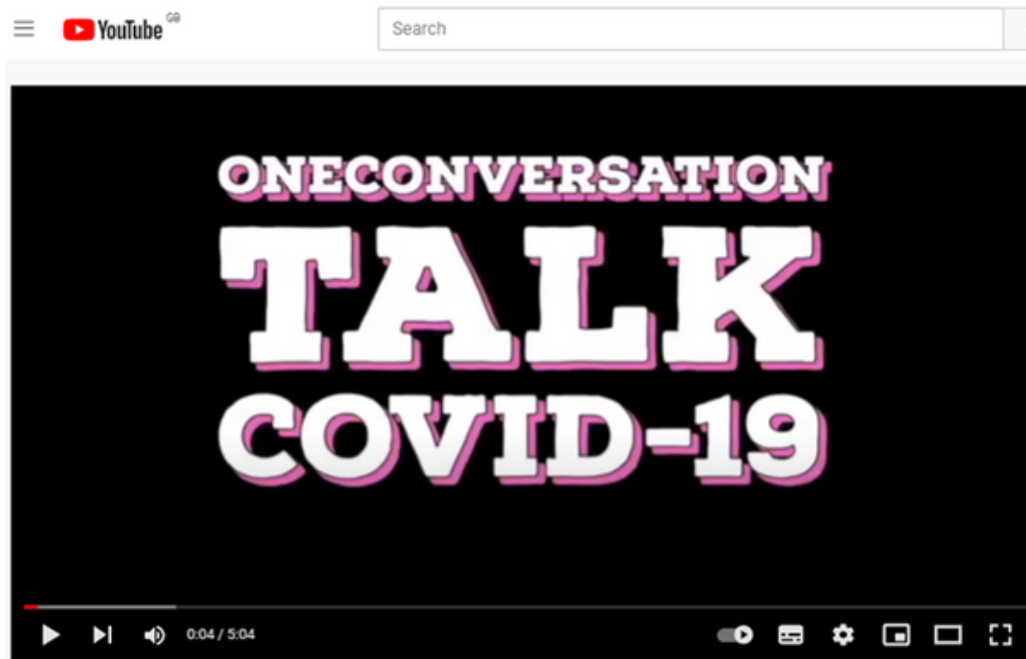 YouTube GB
Search
ONECONVERSATION
TALK
COVID-19
0:04 / 5:04